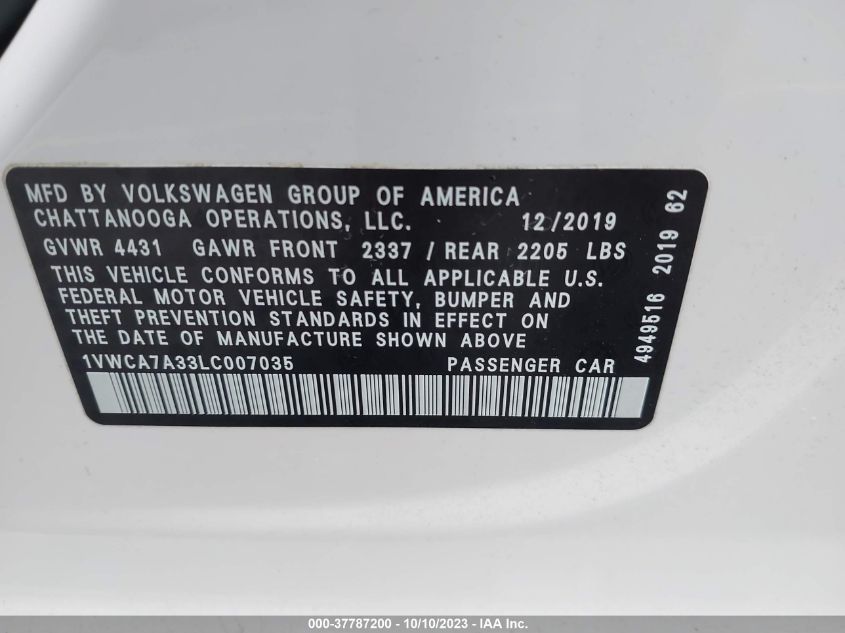 MFD BY VOLKSWAGEN GROUP OF AMERICA
CHATTANOOGA OPERATIONS, LLC. 12/2019
GVWR 4431 GAWR FRONT 2337 / REAR 2205 LBS
THIS VEHICLE CONFORMS TO ALL APPLICABLE U.S.
FEDERAL MOTOR VEHICLE SAFETY, BUMPER AND
THEFT PREVENTION STANDARDS IN EFFECT ON
THE DATE OF MANUFACTURE SHOWN ABOVE
1VWCA7A33LC007035 PASSENGER CAR
4949516 2019 62
000-37787200 - 10/10/2023 - IAA Inc.